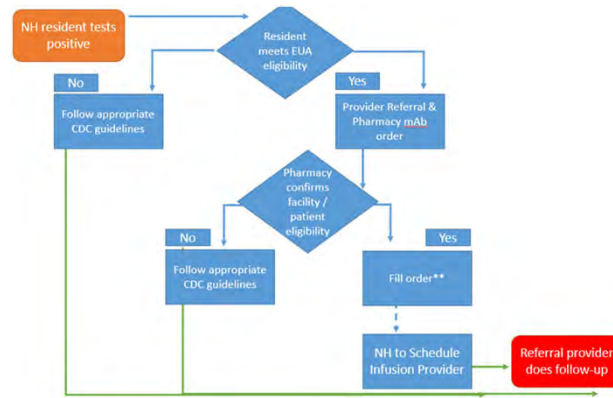 NH resident tests
positive
Resident
meets EUA
eligibility
No
Yes
Follow appropriate
CDC guidelines
Provider Referral &
Pharmacy mAb
order
Pharmacy
confirms
facility /
patient
eligibility
No
Yes
Follow appropriate
CDC guidelines
Fill order**
NH to Schedule
Infusion Provider
Referral provider
does follow-up